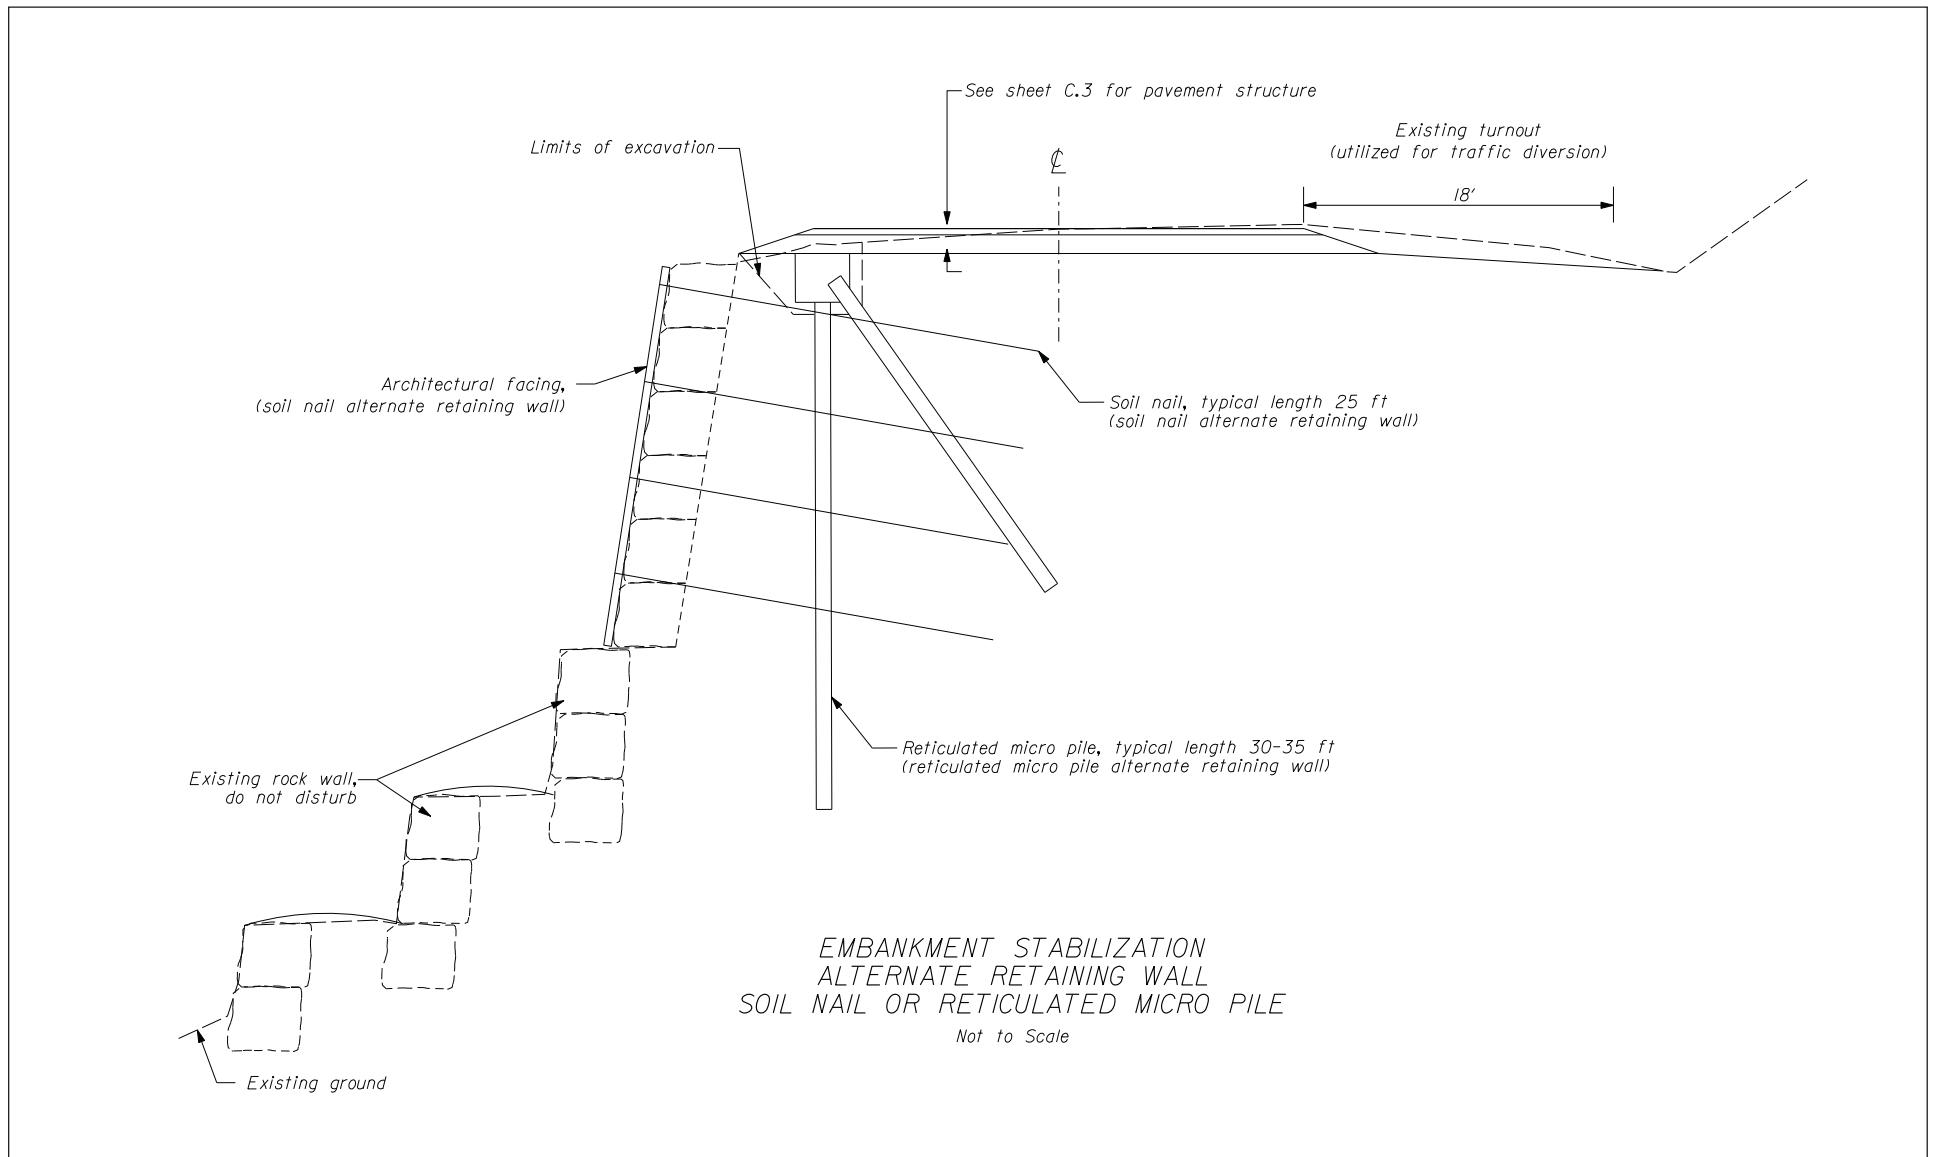 See sheet C.3 for pavement structure
Limits of excavation
Existing turnout
(utilized for traffic diversion)
℄
18'
Architectural facing,
(soil nail alternate retaining wall)
Soil nail, typical length 25 ft
(soil nail alternate retaining wall)
Reticulated micro pile, typical length 30-35 ft
(reticulated micro pile alternate retaining wall)
Existing rock wall,
do not disturb
EMBANKMENT STABILIZATION
ALTERNATE RETAINING WALL
SOIL NAIL OR RETICULATED MICRO PILE
Not to Scale
Existing ground